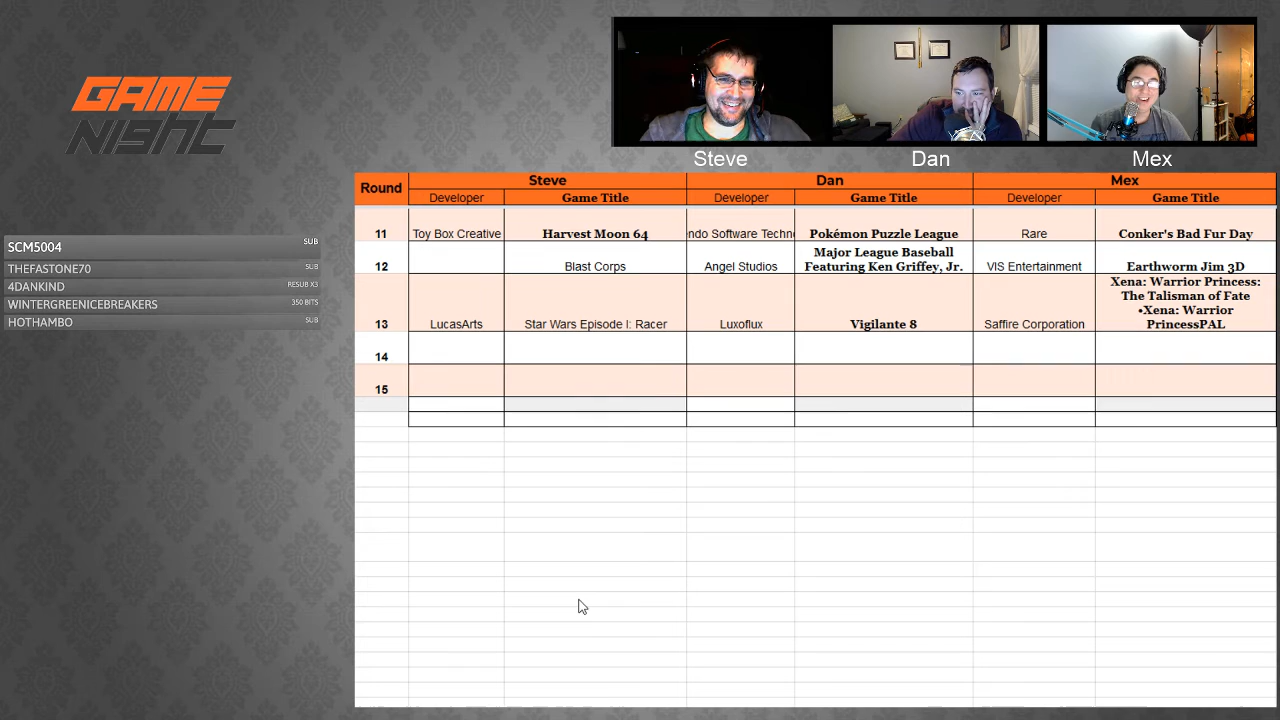 GAME
NIGHT
Steve
Dan
Mex
SCM5004 SUB
THEFASTONE70 SUB
4DANKIND RESUB X3
WINTERGREENICEBREAKERS 350 BITS
HOTHAMBO SUB
Round Steve Dan Mex
Developer Game Title Developer Game Title Developer Game Title
11 Toy Box Creative Harvest Moon 64 ndo Software Techno Pokémon Puzzle League Rare Conker's Bad Fur Day
12 Blast Corps Angel Studios Major League Baseball
Featuring Ken Griffey, Jr. VIS Entertainment Earthworm Jim 3D
13 LucasArts Star Wars Episode I: Racer Luxoflux Vigilante 8 Saffire Corporation Xena: Warrior Princess:
The Talisman of Fate
•Xena: Warrior
PrincessPAL
14
15